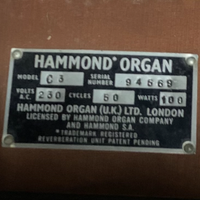 HAMMOND* ORGAN
MODEL C3 SERIAL NUMBER 94669
VOLTS A.C. 230 CYCLES 50 WATTS 100
HAMMOND ORGAN (U.K.) LTD. LONDON
LICENSED BY HAMMOND ORGAN COMPANY
AND HAMMOND S.A.
*TRADEMARK REGISTERED
REVERBERATION UNIT PATENT PENDING